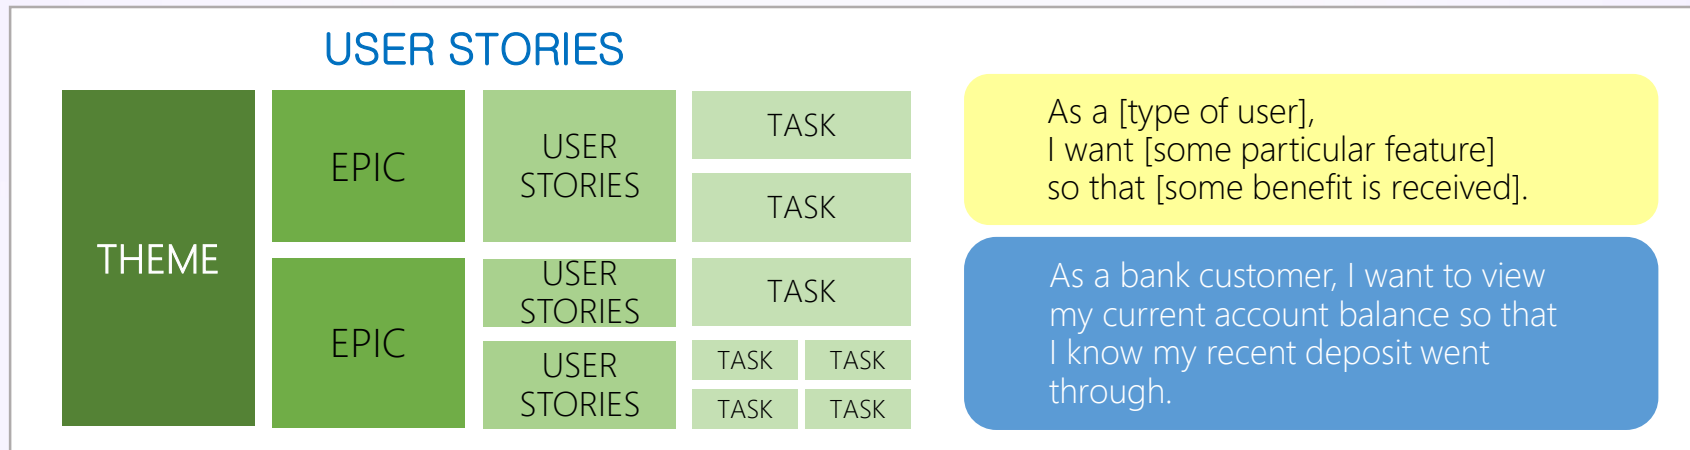 USER STORIES
THEME
EPIC
USER
STORIES
TASK
TASK
EPIC
USER
STORIES
TASK
USER
STORIES
TASK
TASK
TASK
TASK
As a [type of user],
I want [some particular feature]
so that [some benefit is received].
As a bank customer, I want to view
my current account balance so that
I know my recent deposit went
through.